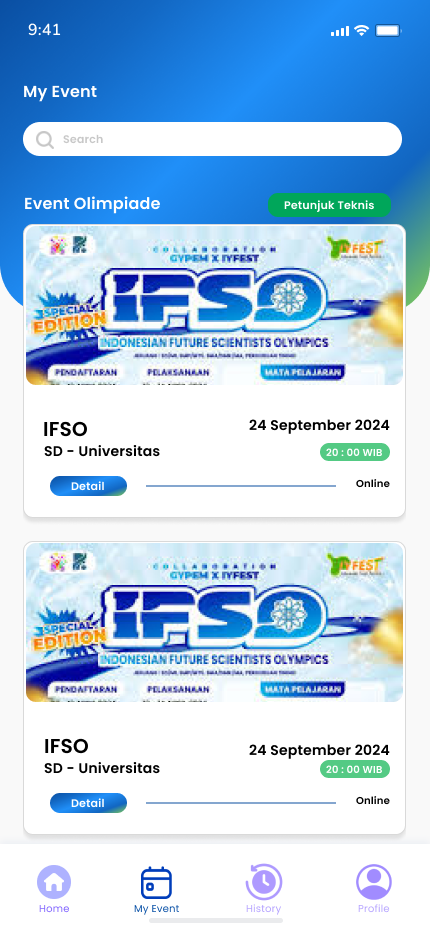 9:41
My Event
Search
Event Olimpiade
Petunjuk Teknis
COLLABORATION
GYPEM X IYFEST
IYFEST
SPECIAL
EDITION
IFSO
INDONESIAN FUTURE SCIENTISTS OLYMPICS
PENDAFTARAN
PELAKSANAAN
MATA PELAJARAN
IFSO
24 September 2024
SD - Universitas
20 : 00 WIB
Detail
Online
COLLABORATION
GYPEM X IYFEST
IYFEST
SPECIAL
EDITION
IFSO
INDONESIAN FUTURE SCIENTISTS OLYMPICS
PENDAFTARAN
PELAKSANAAN
MATA PELAJARAN
IFSO
24 September 2024
SD - Universitas
20 : 00 WIB
Detail
Online
Home
My Event
History
Profile